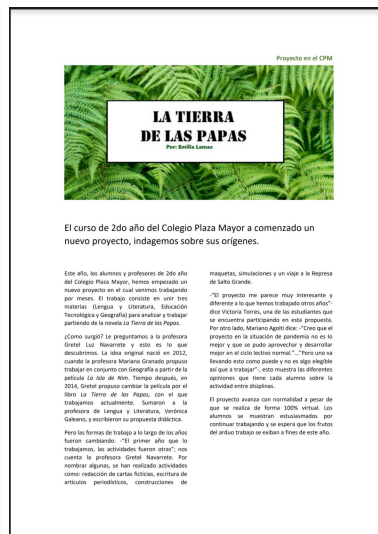 Proyecto en el CPM
LA TIERRA
DE LAS PAPAS
Por: Emilia Lamas
El curso de 2do año del Colegio Plaza Mayor a comenzado un
nuevo proyecto, indagemos sobre sus orígenes.
Este año, los alumnos y profesores de 2do año
del Colegio Plaza Mayor, hemos empezado un
nuevo proyecto en el cual venimos trabajando
por meses. El trabajo consiste en unir tres
materias (Lengua y Literatura, Educación
Tecnológica y Geografía) para analizar y trabajar
partiendo de la novela La Tierra de las Papas.
¿Como surgió? Le preguntamos a la profesora
Gretel Luz Navarrete y esto es lo que
descubrimos. La idea original nació en 2012,
cuando la profesora Mariana Granado propuso
trabajar en conjunto con Geografía a partir de la
película La Isla de Nim. Tiempo después, en
2014, Gretel propuso cambiar la película por el
libro La Tierra de las Papas, con el que
trabajamos actualmente. Sumaron a la
profesora de Lengua y Literatura, Verónica
Galeano, y escribieron su propuesta didáctica.
Pero las formas de trabajo a lo largo de los años
fueron cambiando: -"El primer año que lo
trabajamos, las actividades fueron otras"; nos
cuenta la profesora Gretel Navarrete. Por
nombrar algunas, se han realizado actividades
como: redacción de cartas ficticias, escritura de
artículos periodísticos, construcciones de
maquetas, simulaciones y un viaje a la Represa
de Salto Grande.
-"El proyecto me parece muy interesante y
diferente a lo que hemos trabajado otros años"-
dice Victoria Torres, una de las estudiantes que
se encuentra participando en esta propuesta.
Por otro lado, Mariano Agolti dice: -"Creo que el
proyecto en la situación de pandemia no es lo
mejor y que se pudo aprovechar y desarrollar
mejor en el ciclo lectivo normal."..."Pero uno va
llevando esto como puede y no es algo elegible
así que a trabajar"-, esto muestra las diferentes
opiniones que tiene cada alumno sobre la
actividad entre disiplinas.
El proyecto avanza con normalidad a pesar de
que se realiza de forma 100% virtual. Los
alumnos se muestran estusiasmados por
continuar trabajando y se espera que los frutos
del arduo trabajo se exiban a fines de este año.